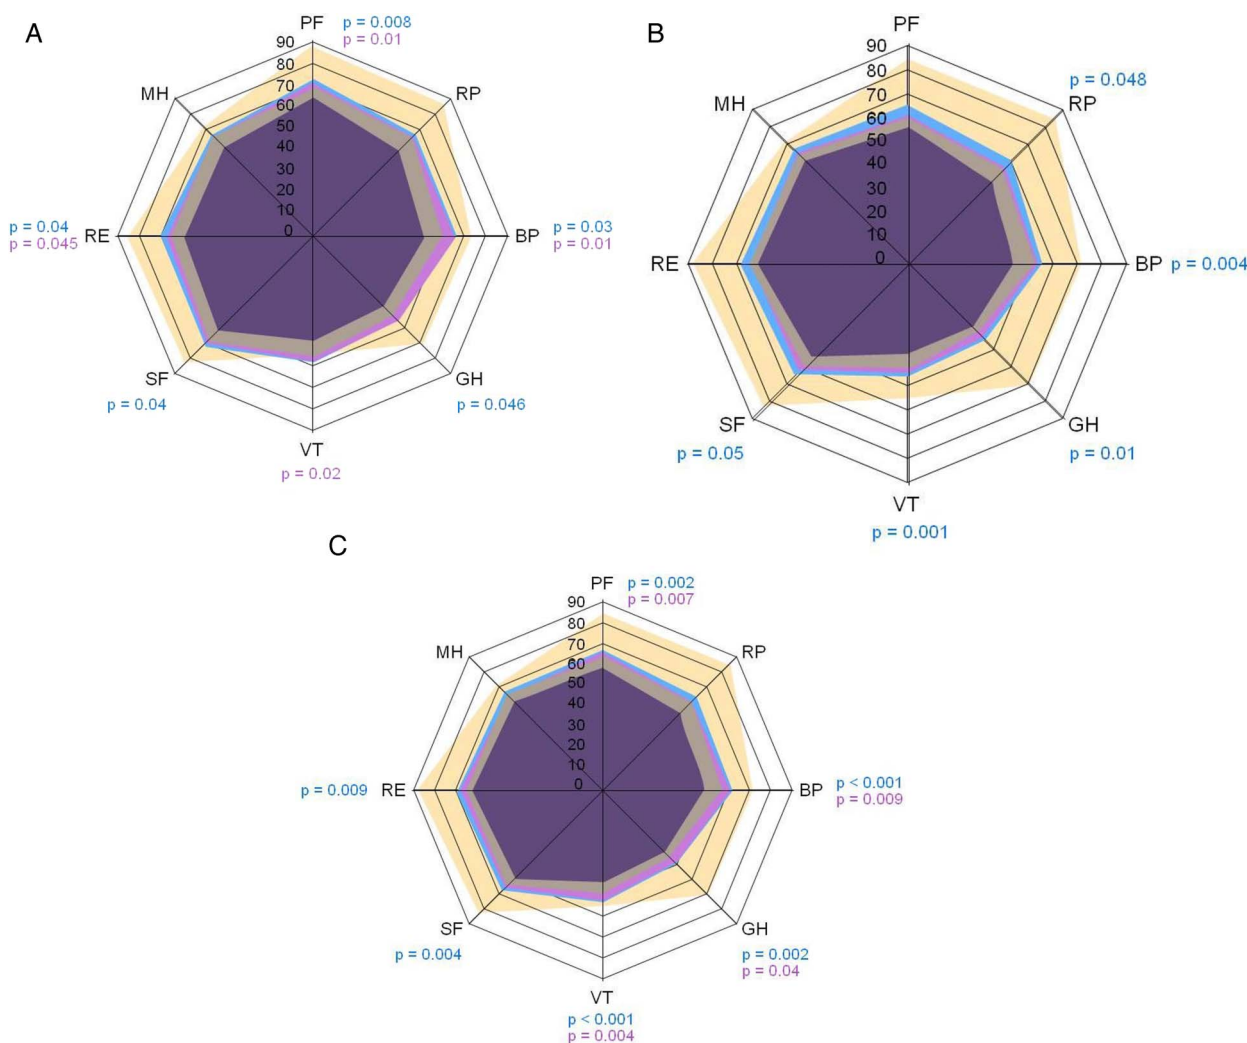 A
PF
p = 0.008
p = 0.01
90
80
70
60
50
40
30
20
10
0
MH
RP
p = 0.04
p = 0.045
RE
BP
p = 0.03
p = 0.01
SF
p = 0.04
GH
p = 0.046
VT
p = 0.02
B
PF
90
80
70
60
50
40
30
20
10
0
MH
p = 0.048
RP
RE
BP
p = 0.004
SF
p = 0.05
GH
p = 0.01
VT
p = 0.001
C
PF
p = 0.002
p = 0.007
90
80
70
60
50
40
30
20
10
0
MH
RP
p = 0.009
RE
BP
p < 0.001
p = 0.009
SF
p = 0.004
GH
p = 0.002
p = 0.04
VT
p < 0.001
p = 0.004